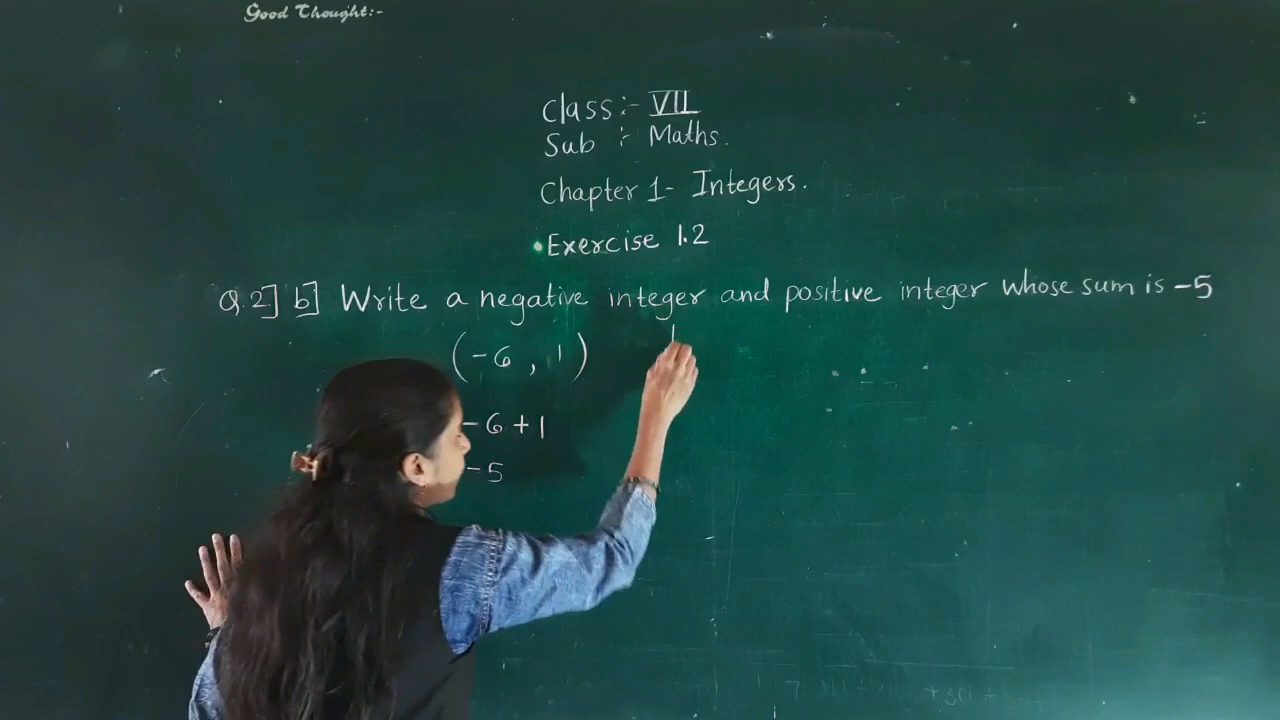 Good Thought:-
Class :- VII
Sub :- Maths.
Chapter 1- Integers.
Exercise 1.2
Q.2] b] Write a negative integer and positive integer whose sum is -5
(-6, 1)
-6+1
-5